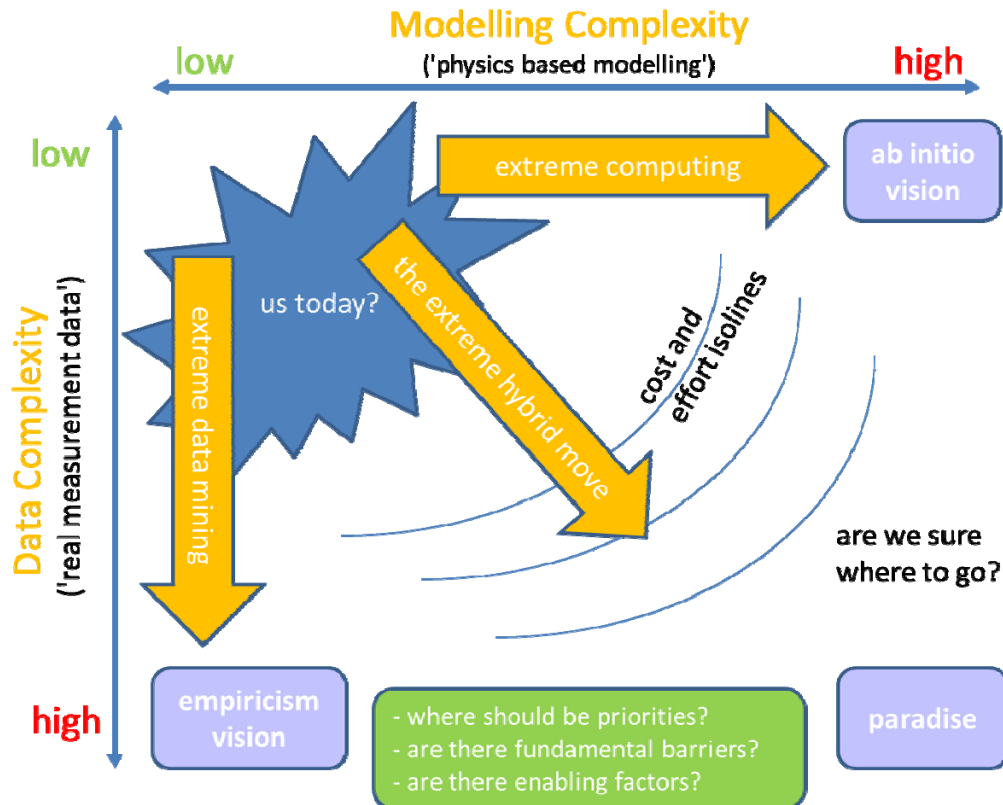 Modelling Complexity
('physics based modelling')
low
high
low
extreme computing
ab initio
vision
us today?
the extreme hybrid move
cost and
effort isolines
extreme data mining
Data Complexity
('real measurement data')
are we sure
where to go?
high
empiricism
vision
- where should be priorities?
- are there fundamental barriers?
- are there enabling factors?
paradise